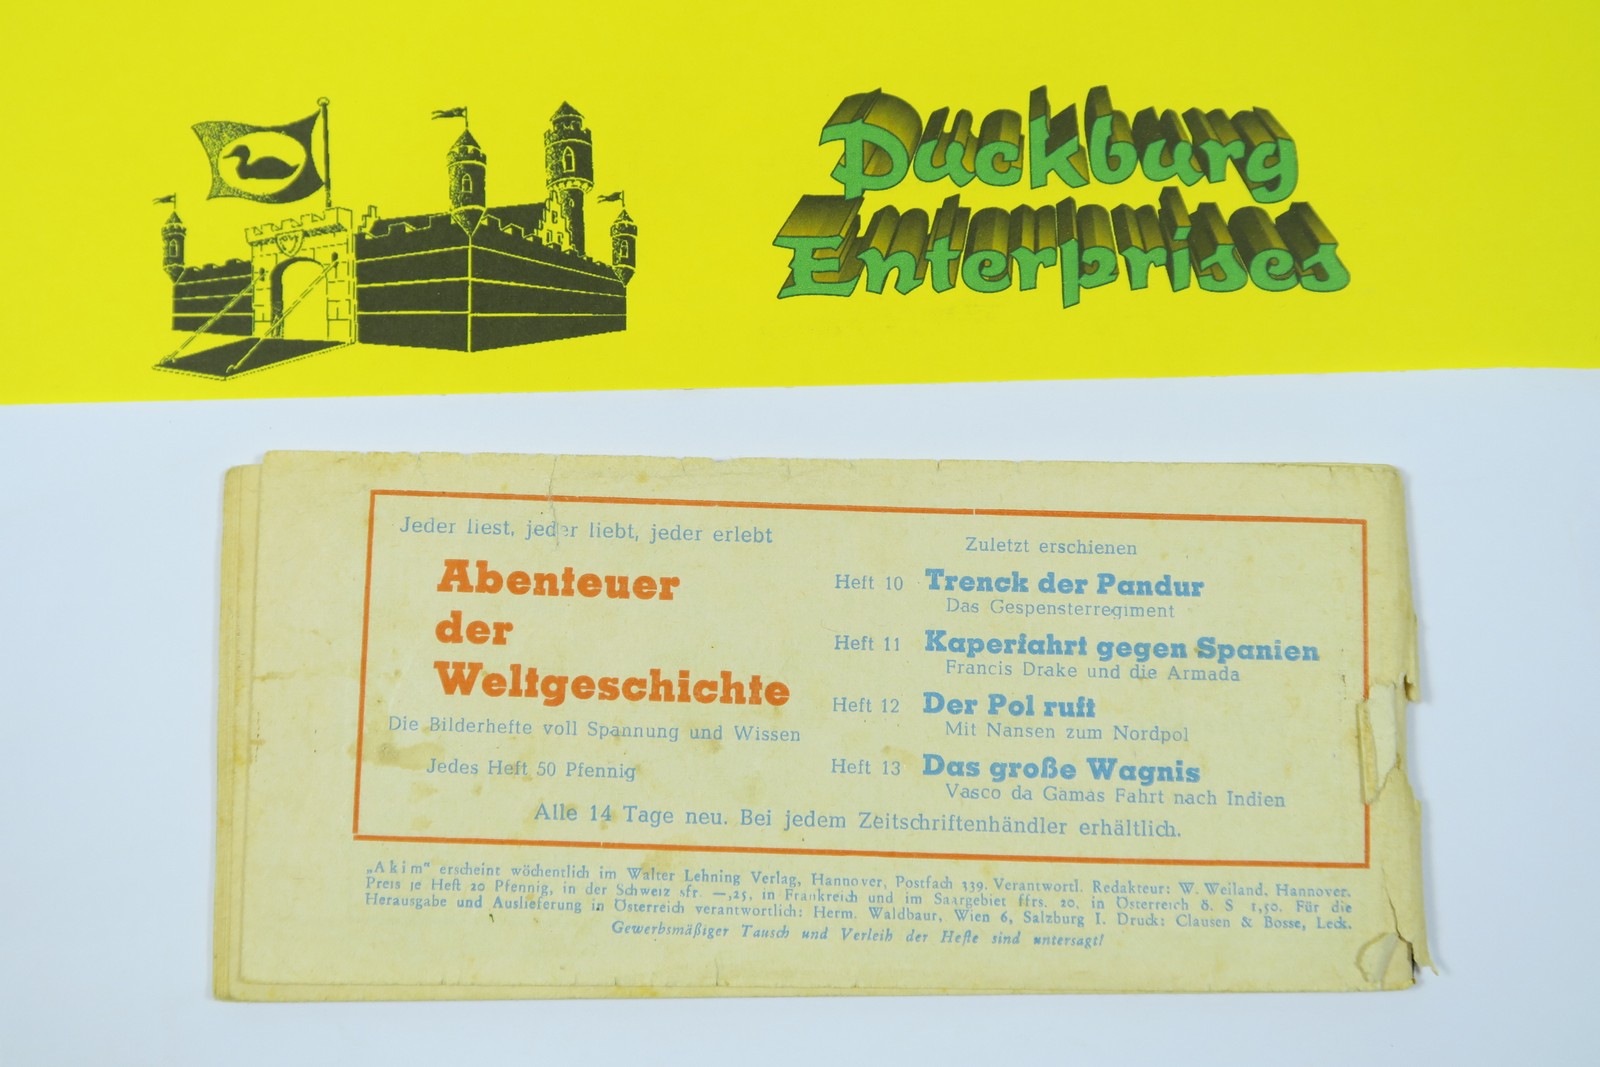 Duckburg
Enterprises
Jeder liest, jeder liebt, jeder erlebt
Abenteuer
der
Weltgeschichte
Die Bilderhefte voll Spannung und Wissen
Jedes Heft 50 Pfennig
Zuletzt erschienen
Heft 10 Trenck der Pandur
Das Gespensterregiment
Heft 11 Kaperfahrt gegen Spanien
Francis Drake und die Armada
Heft 12 Der Pol ruft
Mit Nansen zum Nordpol
Heft 13 Das große Wagnis
Vasco da Gamas Fahrt nach Indien
Alle 14 Tage neu. Bei jedem Zeitschriftenhändler erhältlich.
„Akim“ erscheint wöchentlich im Walter Lehning Verlag, Hannover, Postfach 339. Verantwortl. Redakteur: W. Weiland, Hannover.
Preis je Heft 20 Pfennig, in der Schweiz sfr. —,25, in Frankreich und im Saargebiet ffrs. 20, in Österreich ö. S 1,50. Für die
Herausgabe und Auslieferung in Österreich verantwortlich: Herm. Waldbaur, Wien 6, Salzburg I. Druck: Clausen & Bosse, Leck.
Gewerbsmäßiger Tausch und Verleih der Hefte sind untersagt!